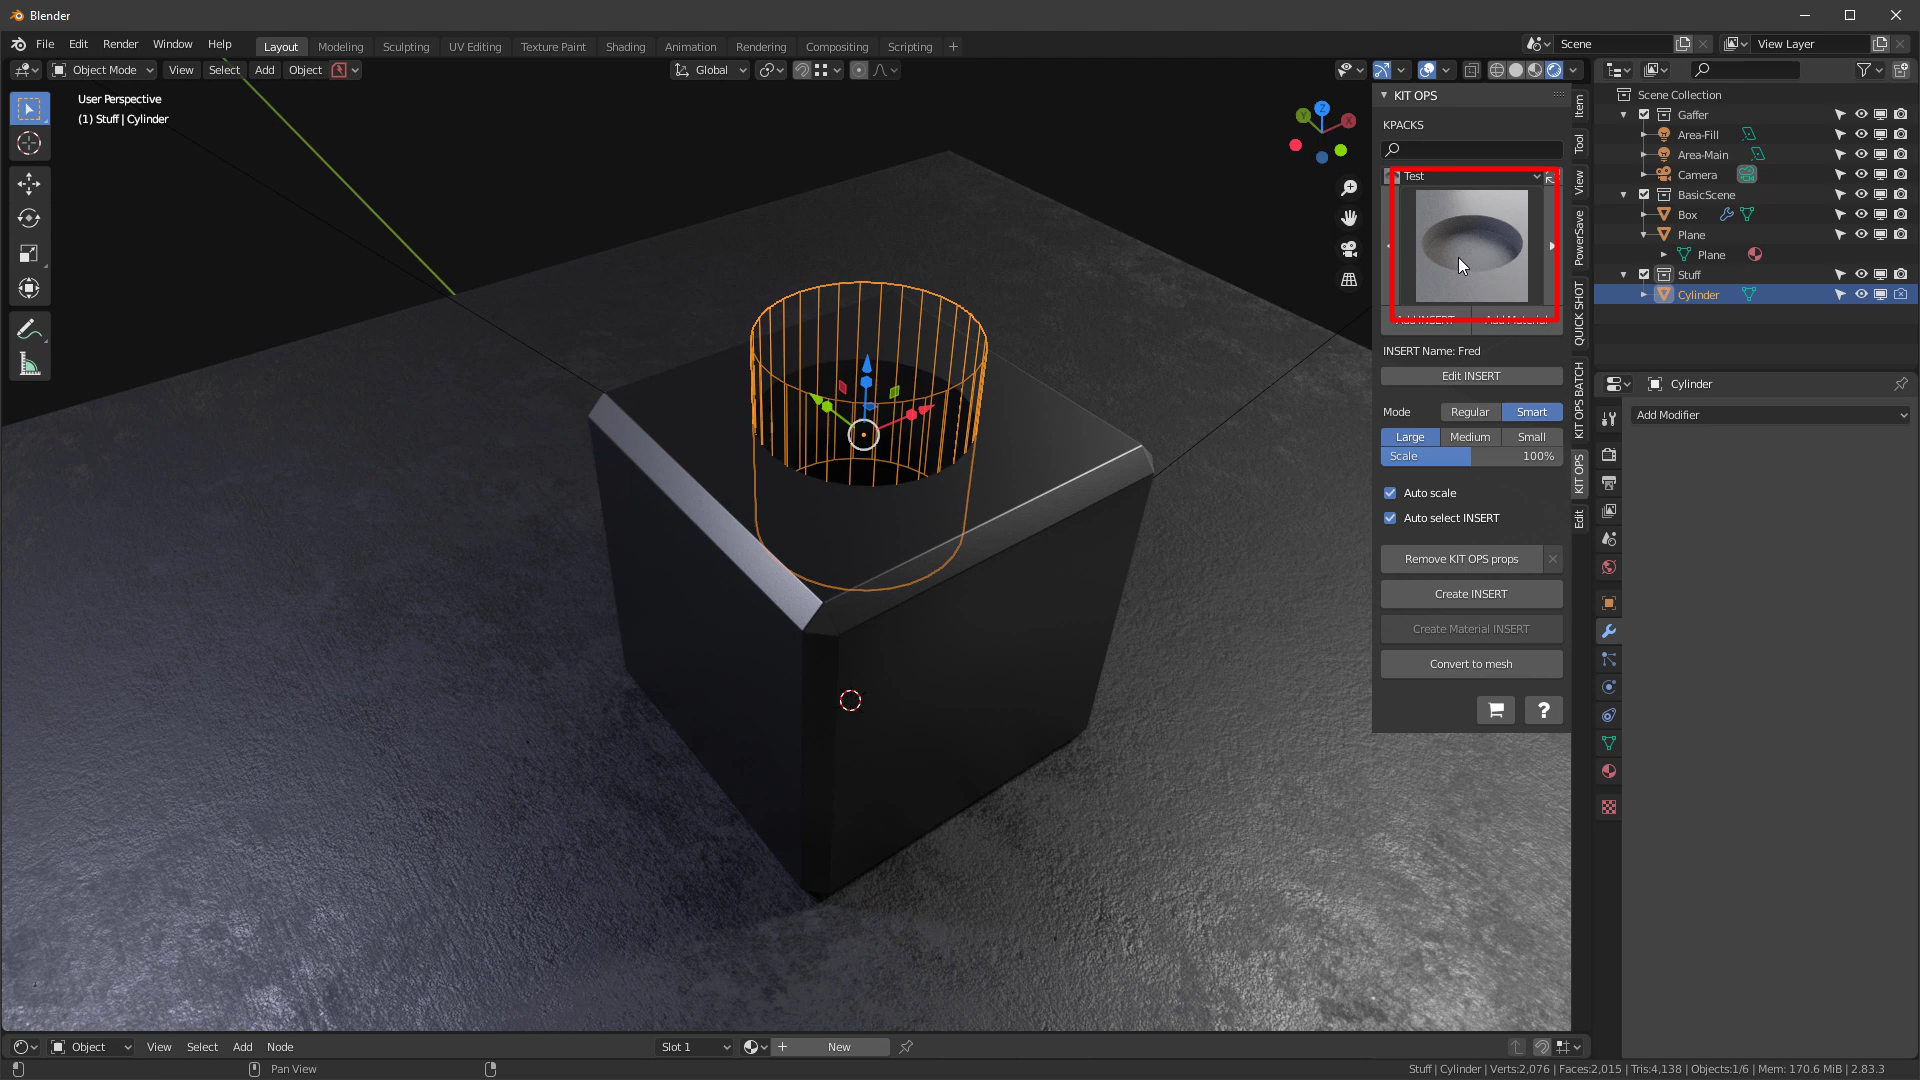 Blender
File Edit Render Window Help
Layout Modeling Sculpting UV Editing Texture Paint Shading Animation Rendering Compositing Scripting +
Scene
View Layer
Object Mode View Select Add Object
Global
User Perspective
(1) Stuff | Cylinder
Z
Y
X
KIT OPS
KPACKS
Test
Add INSERT Add Material
INSERT Name: Fred
Edit INSERT
Mode Regular Smart
Large Medium Small
Scale 100%
Auto scale
Auto select INSERT
Remove KIT OPS props
Create INSERT
Create Material INSERT
Convert to mesh
?
Item
Tool
View
PowerSave
QUICK SHOT
KIT OPS BATCH
KIT OPS
Edit
Scene Collection
Gaffer
Area-Fill
Area-Main
Camera
BasicScene
Box
Plane
Plane
Stuff
Cylinder
Cylinder
Add Modifier
Object View Select Add Node
Slot 1
+ New
Pan View
Stuff | Cylinder | Verts:2,076 | Faces:2,015 | Tris:4,138 | Objects:1/6 | Mem: 170.6 MiB | 2.83.3